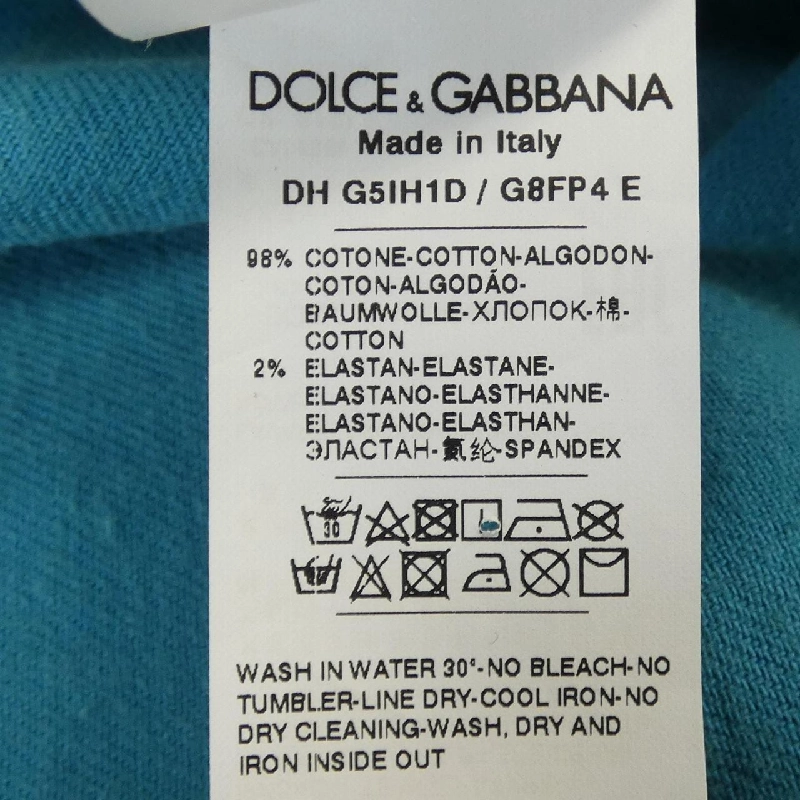 DOLCE & GABBANA
Made in Italy
DH G5IH1D / G8FP4 E
98% COTONE-COTTON-ALGODON-
COTON-ALGODÃO-
BAUMWOLLE-ХЛОПОК-棉-
COTTON
2% ELASTAN-ELASTANE-
ELASTANO-ELASTHANNE-
ELASTANO-ELASTHAN-
ЭЛАСТАН-氨纶-SPANDEX
30
WASH IN WATER 30°-NO BLEACH-NO
TUMBLER-LINE DRY-COOL IRON-NO
DRY CLEANING-WASH, DRY AND
IRON INSIDE OUT